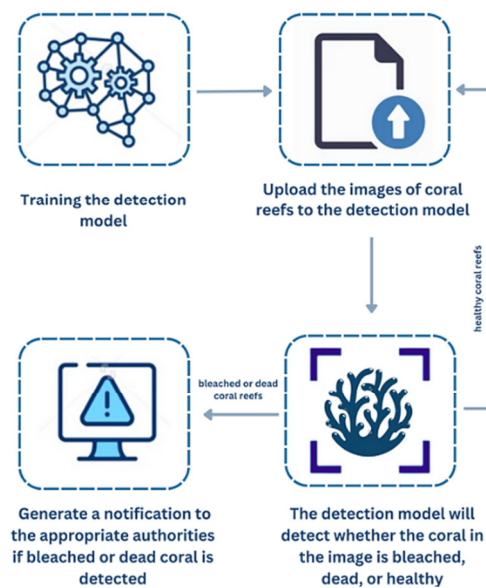 Training the detection
model
Upload the images of coral
reefs to the detection model
healthy coral reefs
bleached or dead
coral reefs
Generate a notification to
the appropriate authorities
if bleached or dead coral is
detected
The detection model will
detect whether the coral in
the image is bleached,
dead, or healthy